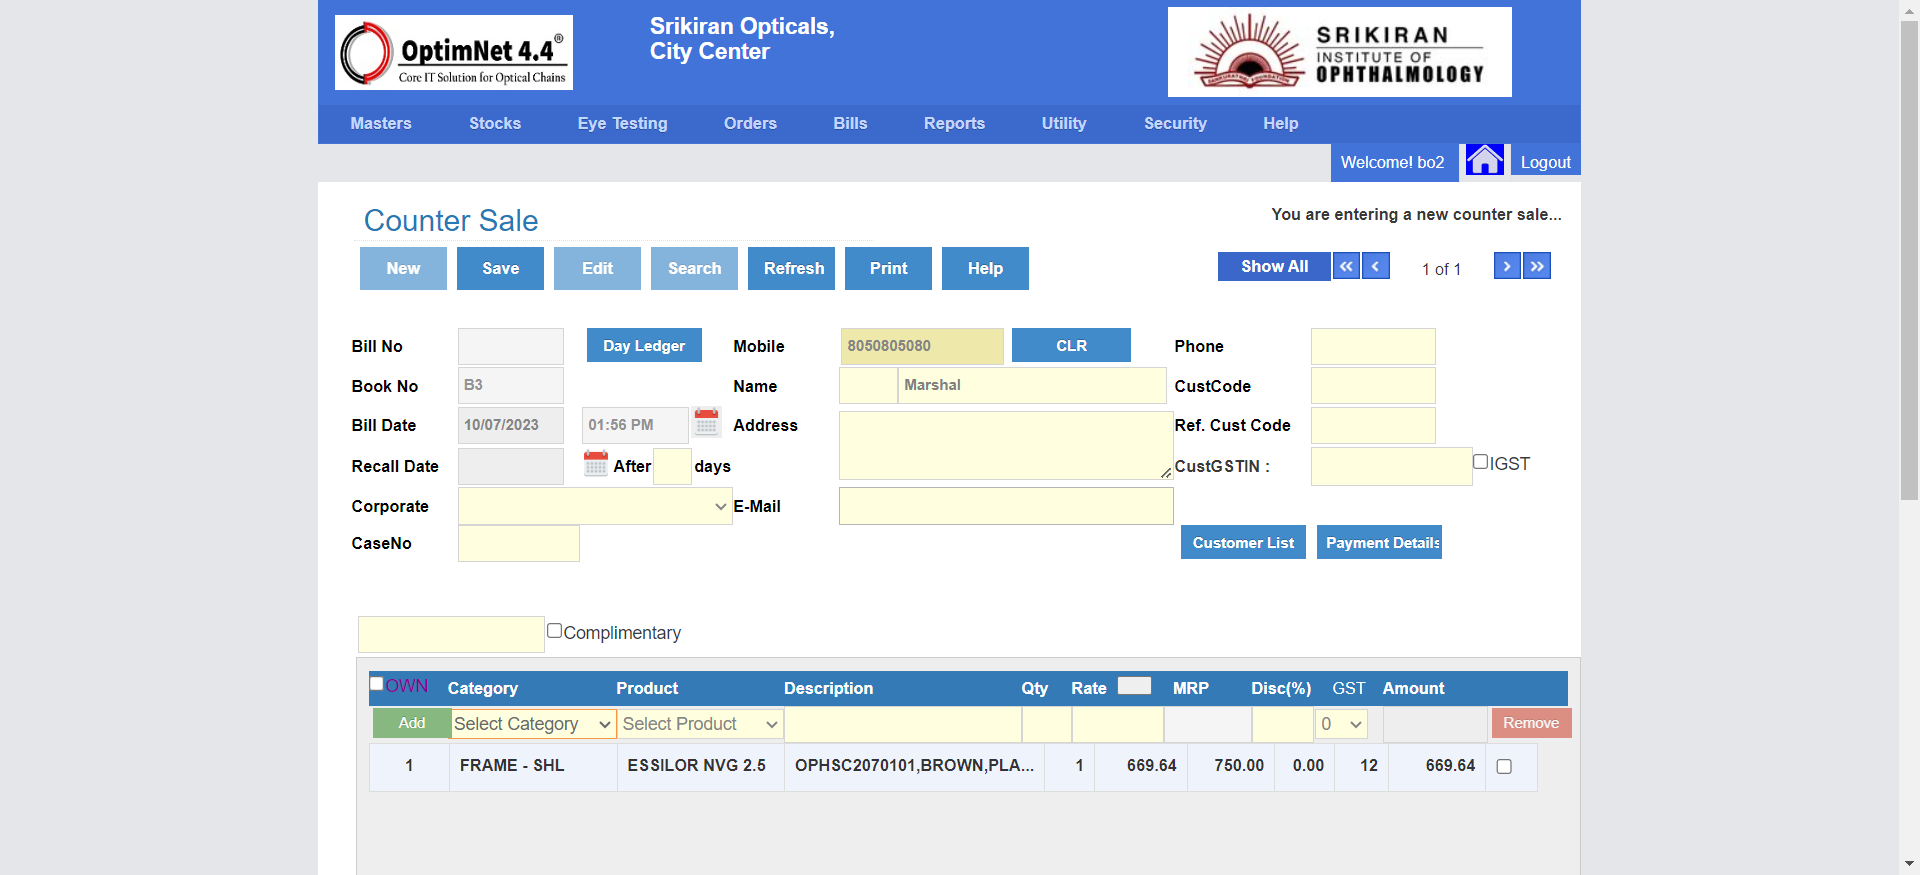 OptimNet 4.4®
Core IT Solution for Optical Chains
Srikiran Opticals,
City Center
SRIKIRAN
INSTITUTE OF
OPHTHALMOLOGY
Masters Stocks Eye Testing Orders Bills Reports Utility Security Help
Welcome! bo2 Logout
Counter Sale
You are entering a new counter sale...
New Save Edit Search Refresh Print Help
Show All << < 1 of 1 > >>
Bill No Day Ledger Mobile 8050805080 CLR Phone
Book No B3 Name Marshal CustCode
Bill Date 10/07/2023 01:56 PM Address Ref. Cust Code
Recall Date After days CustGSTIN : IGST
Corporate E-Mail
CaseNo Customer List Payment Details
Complimentary
OWN Category Product Description Qty Rate MRP Disc(%) GST Amount
Add Select Category Select Product 0 Remove
1 FRAME - SHL ESSILOR NVG 2.5 OPHSC2070101,BROWN,PLA... 1 669.64 750.00 0.00 12 669.64